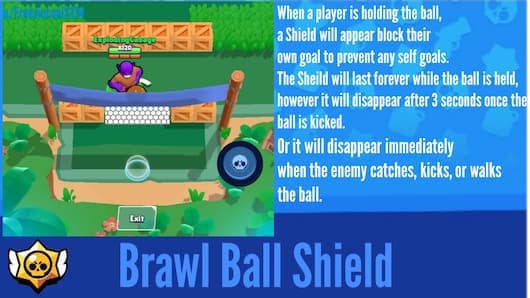 When a player is holding the ball,
a Shield will appear block their
own goal to prevent any self goals.
The Sheild will last forever while the ball is held,
however it will disappear after 3 seconds once the
ball is kicked.
Or it will disappear immediately
when the enemy catches, kicks, or walks
the ball.
Exit
Brawl Ball Shield